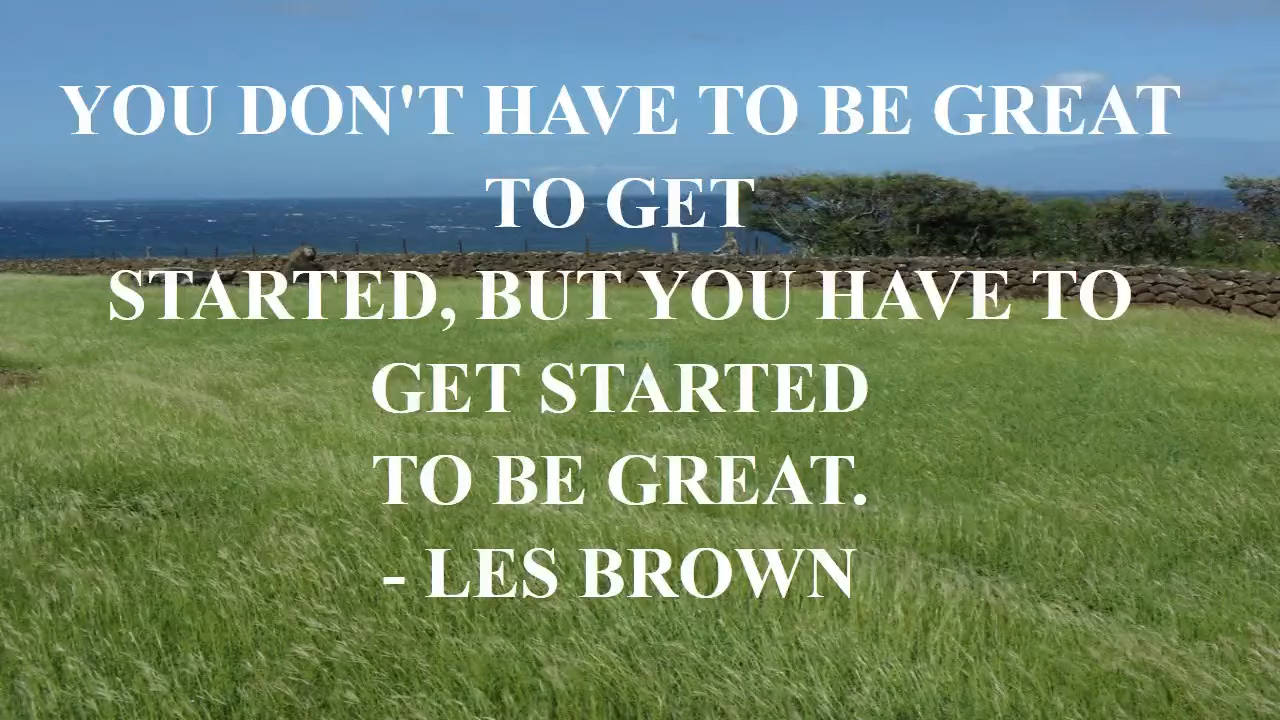 YOU DON'T HAVE TO BE GREAT
TO GET
STARTED, BUT YOU HAVE TO
GET STARTED
TO BE GREAT.
- LES BROWN